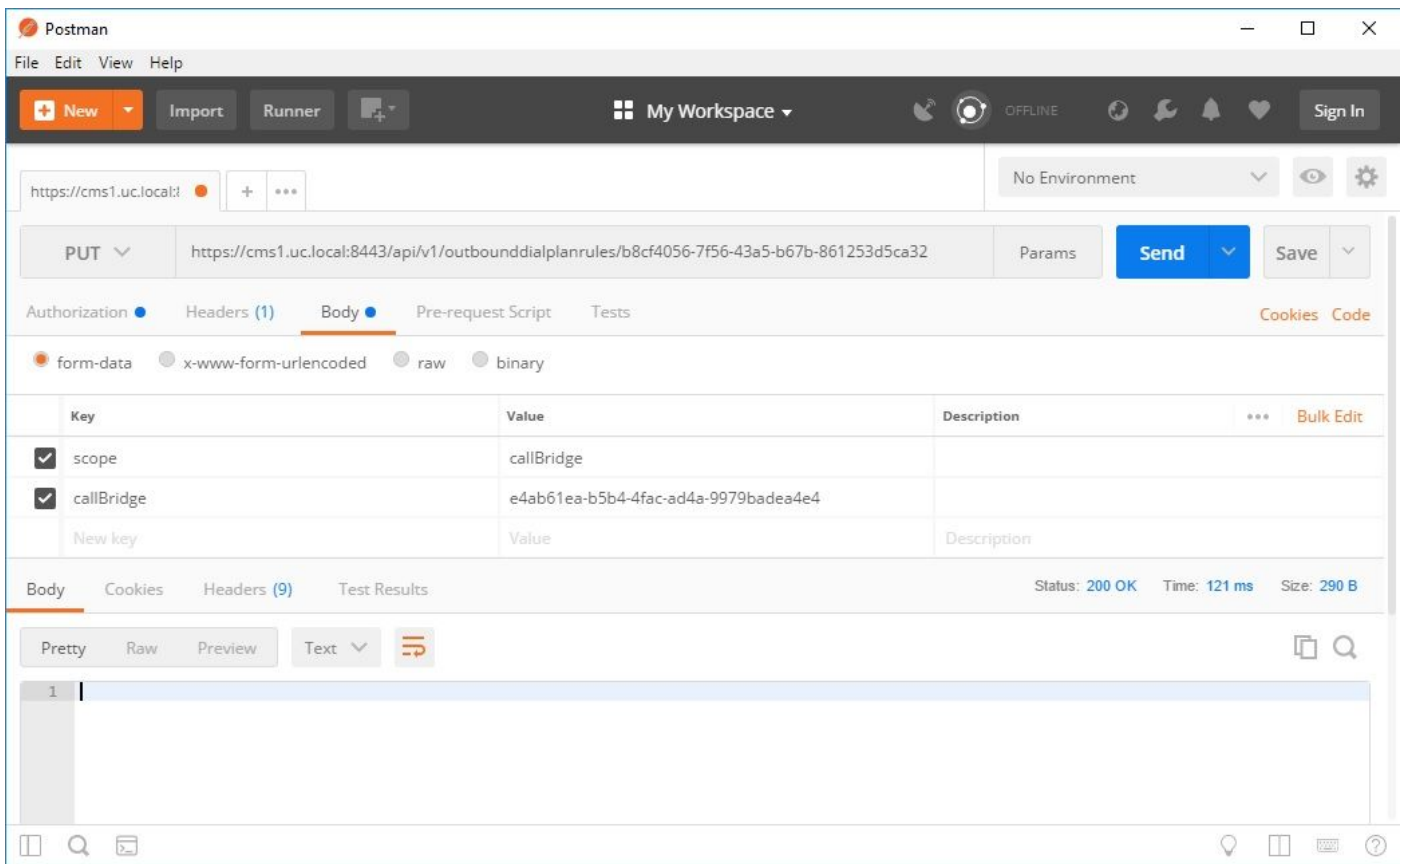 Postman
File Edit View Help
New Import Runner My Workspace OFFLINE Sign In
https://cms1.uc.local:8 No Environment
PUT https://cms1.uc.local:8443/api/v1/outbounddialplanrules/b8cf4056-7f56-43a5-b67b-861253d5ca32 Params Send Save
Authorization Headers (1) Body Pre-request Script Tests Cookies Code
form-data x-www-form-urlencoded raw binary
Key Value Description Bulk Edit
scope callBridge
callBridge e4ab61ea-b5b4-4fac-ad4a-9979badea4e4
New key Value Description
Body Cookies Headers (9) Test Results Status: 200 OK Time: 121 ms Size: 290 B
Pretty Raw Preview Text
1